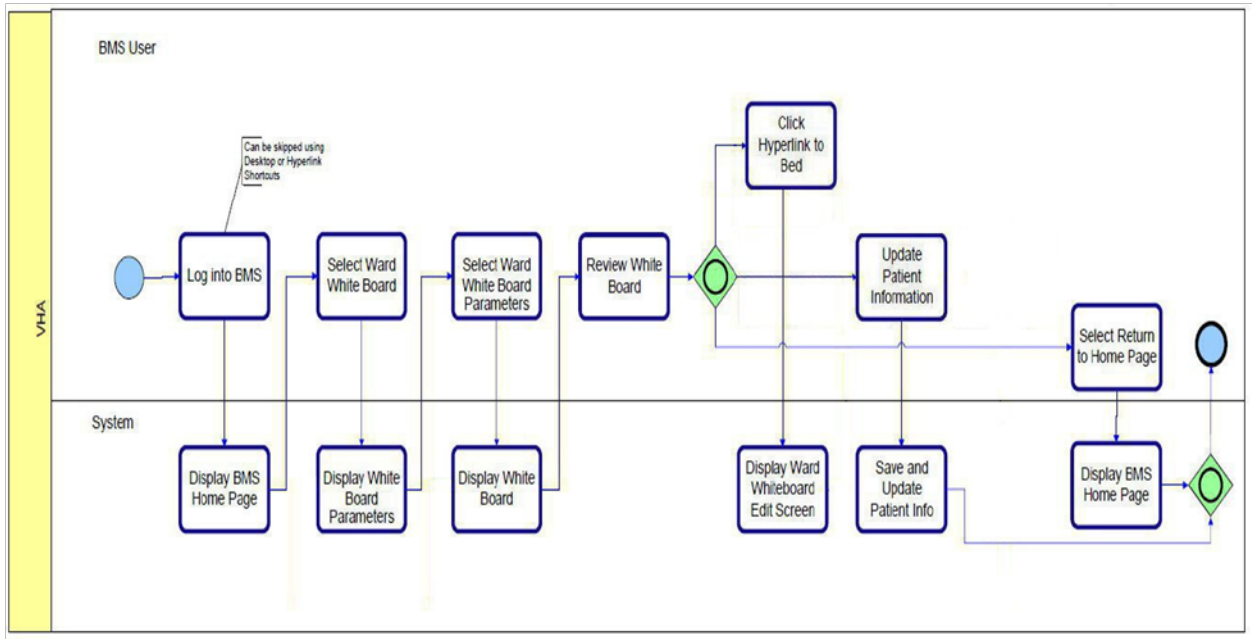 VHA
BMS User
Can be skipped using
Desktop or Hyperlink
Shortouts
Log into BMS
Select Ward
White Board
Select Ward
White Board
Parameters
Review White
Board
Click
Hyperlink to
Bed
Update
Patient
Information
Select Return
to Home Page
System
Display BMS
Home Page
Display White
Board
Parameters
Display White
Board
Display Ward
Whiteboard
Edit Screen
Save and
Update
Patient Info
Display BMS
Home Page